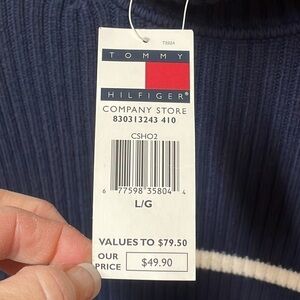 TOMMY
HILFIGER®
COMPANY STORE
830313243 410
CSHO2
6 77598 35804 4
L/G
VALUES TO $79.50
OUR PRICE $49.90